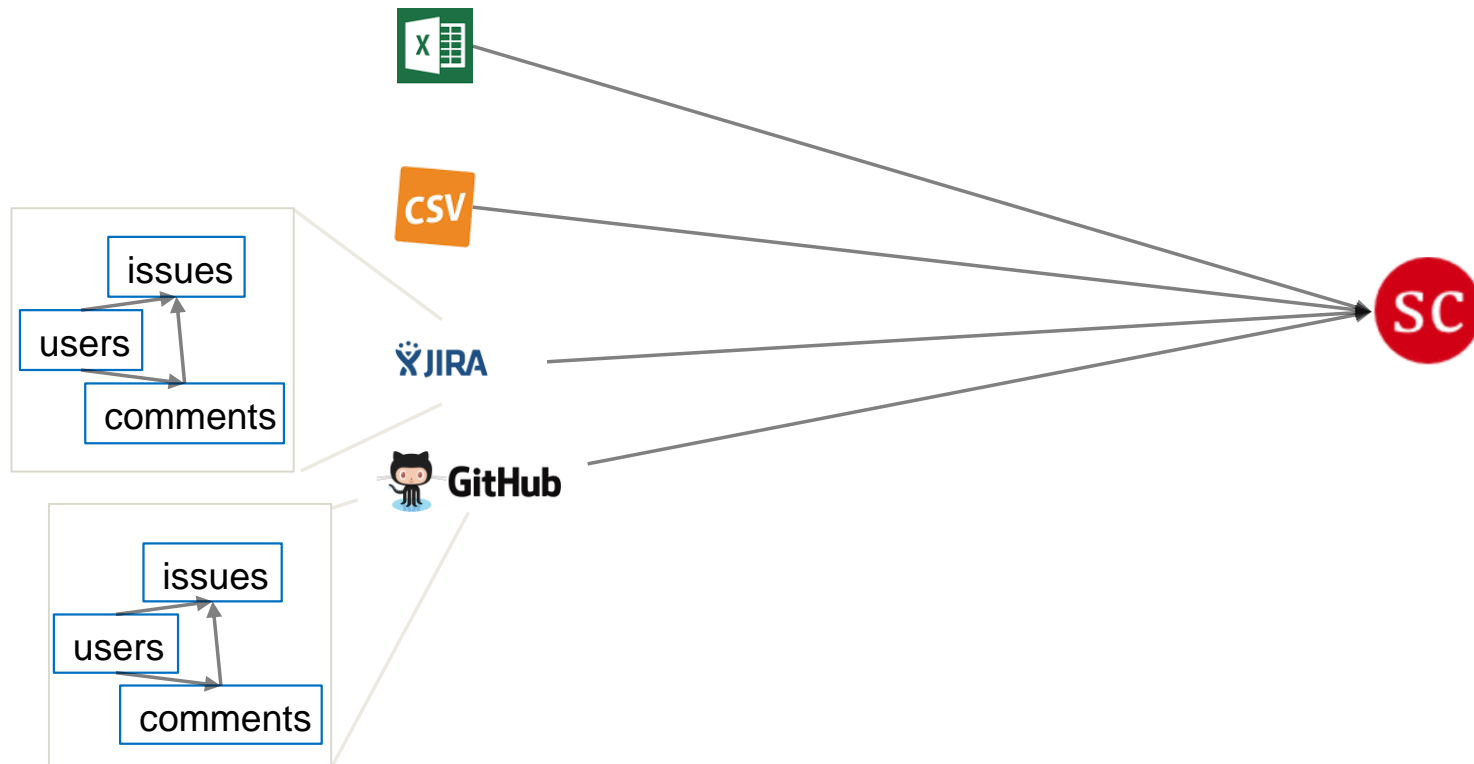 X
CSV
issues
users
comments
JIRA
SC
GitHub
issues
users
comments